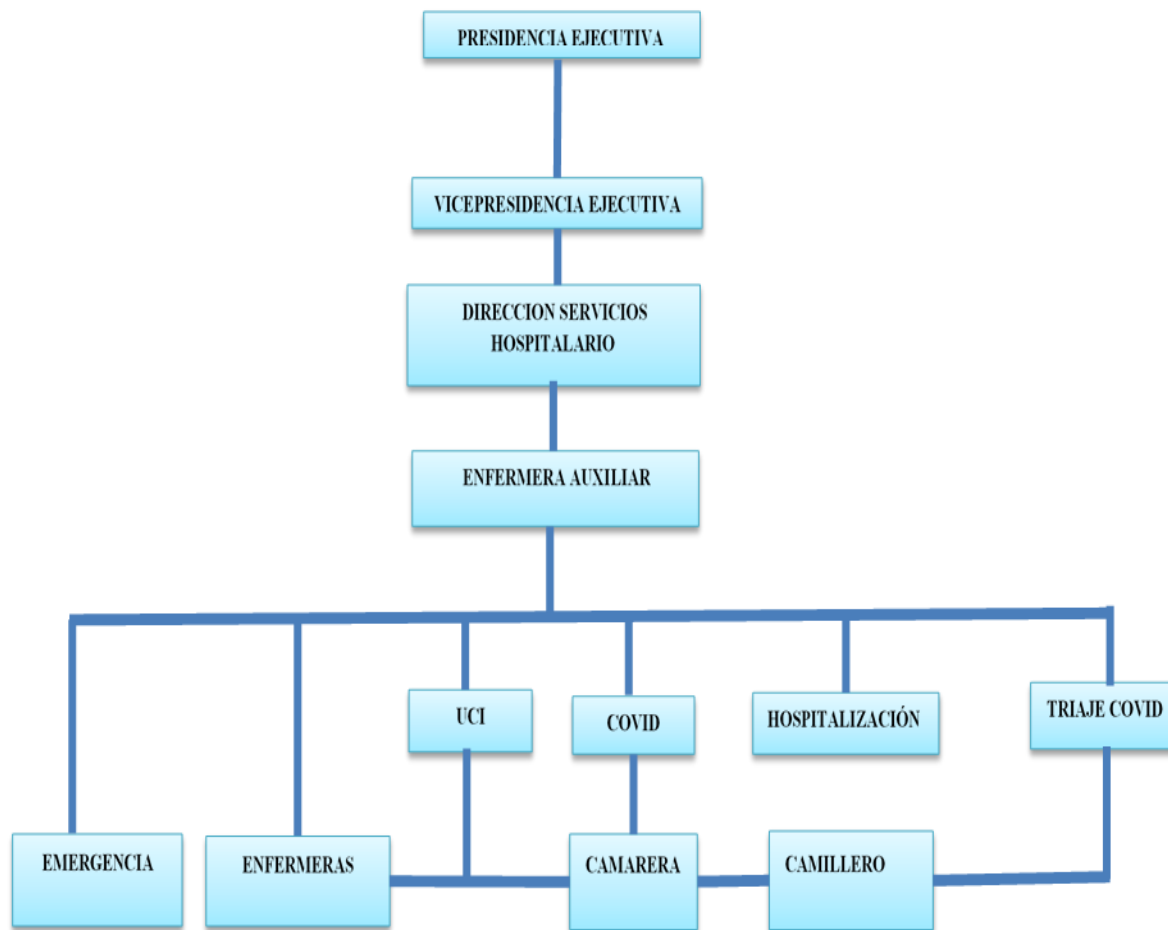 PRESIDENCIA EJECUTIVA
VICEPRESIDENCIA EJECUTIVA
DIRECCION SERVICIOS
HOSPITALARIO
ENFERMERA AUXILIAR
UCI
COVID
HOSPITALIZACIÓN
TRIAJE COVID
EMERGENCIA
ENFERMERAS
CAMARERA
CAMILLERO